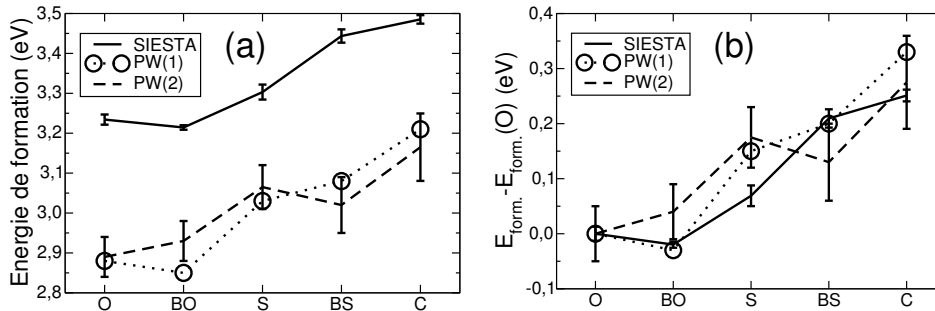 (a)
Energie de formation (eV)
3,5
3,4
3,3
3,2
3,1
3,0
2,9
2,8
SIESTA
PW(1)
PW(2)
O BO S BS C
(b)
E_form.-E_form.(O) (eV)
0,4
0,3
0,2
0,1
0,0
-0,1
SIESTA
PW(1)
PW(2)
O BO S BS C